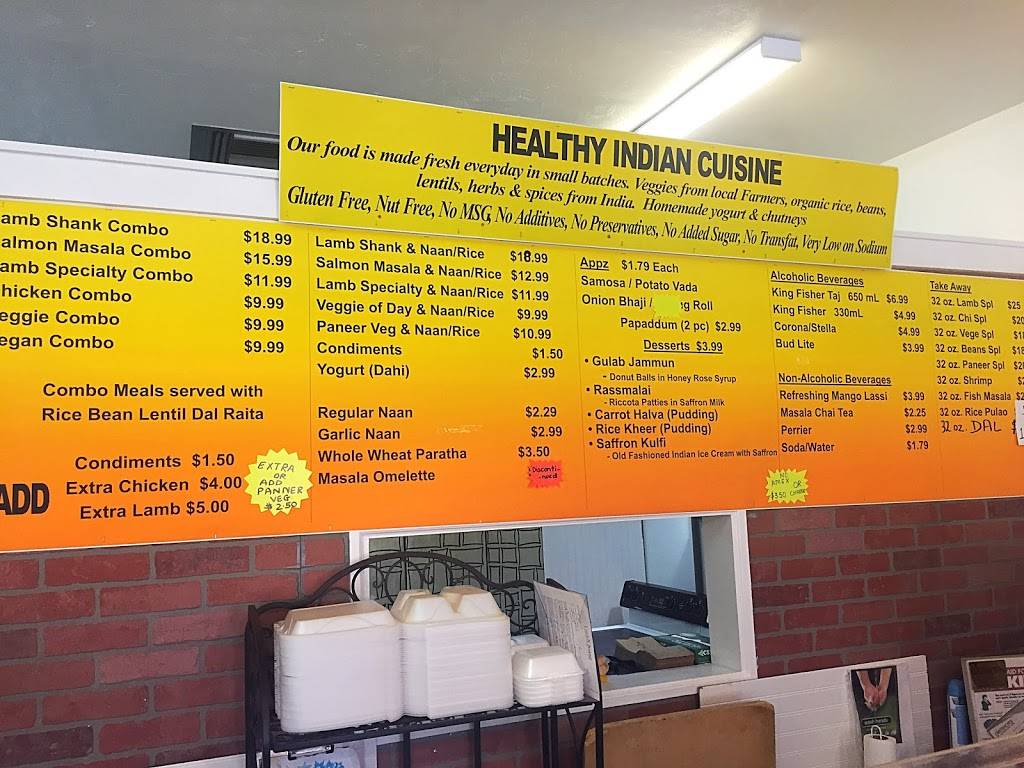 HEALTHY INDIAN CUISINE
Our food is made fresh everyday in small batches. Veggies from local Farmers, organic rice, beans,
lentils, herbs & spices from India. Homemade yogurt & chutneys
Gluten Free, Nut Free, No MSG, No Additives, No Preservatives, No Added Sugar, No Transfat, Very Low on Sodium
amb Shank Combo $18.99
almon Masala Combo $15.99
amb Specialty Combo $11.99
hicken Combo $9.99
eggie Combo $9.99
egan Combo $9.99
Combo Meals served with
Rice Bean Lentil Dal Raita
ADD
Condiments $1.50
Extra Chicken $4.00
Extra Lamb $5.00
EXTRA
OR
ADD
PANNER
VEG
$2.50
Lamb Shank & Naan/Rice $18.99
Salmon Masala & Naan/Rice $12.99
Lamb Specialty & Naan/Rice $11.99
Veggie of Day & Naan/Rice $9.99
Paneer Veg & Naan/Rice $10.99
Condiments $1.50
Yogurt (Dahi) $2.99
Regular Naan $2.29
Garlic Naan $2.99
Whole Wheat Paratha $3.50
Masala Omelette
Disconti-
nued
Appz $1.79 Each
Samosa / Potato Vada
Onion Bhaji / g Roll
Papaddum (2 pc) $2.99
Desserts $3.99
• Gulab Jammun
- Donut Balls in Honey Rose Syrup
• Rassmalai
- Riccota Patties in Saffron Milk
• Carrot Halva (Pudding)
• Rice Kheer (Pudding)
• Saffron Kulfi
- Old Fashioned Indian Ice Cream with Saffron
Alcoholic Beverages
King Fisher Taj 650 mL $6.99
King Fisher 330mL $4.99
Corona/Stella $4.99
Bud Lite $3.99
Non-Alcoholic Beverages
Refreshing Mango Lassi $3.99
Masala Chai Tea $2.25
Perrier $2.99
Soda/Water $1.79
OR
$3.50
Take Away
32 oz. Lamb Spl $25
32 oz. Chi Spl
32 oz. Vege Spl
32 oz. Beans Spl
32 oz. Paneer Spl
32 oz. Shrimp
32 oz. Fish Masala
32 oz. Rice Pulao
32 oz. DAL